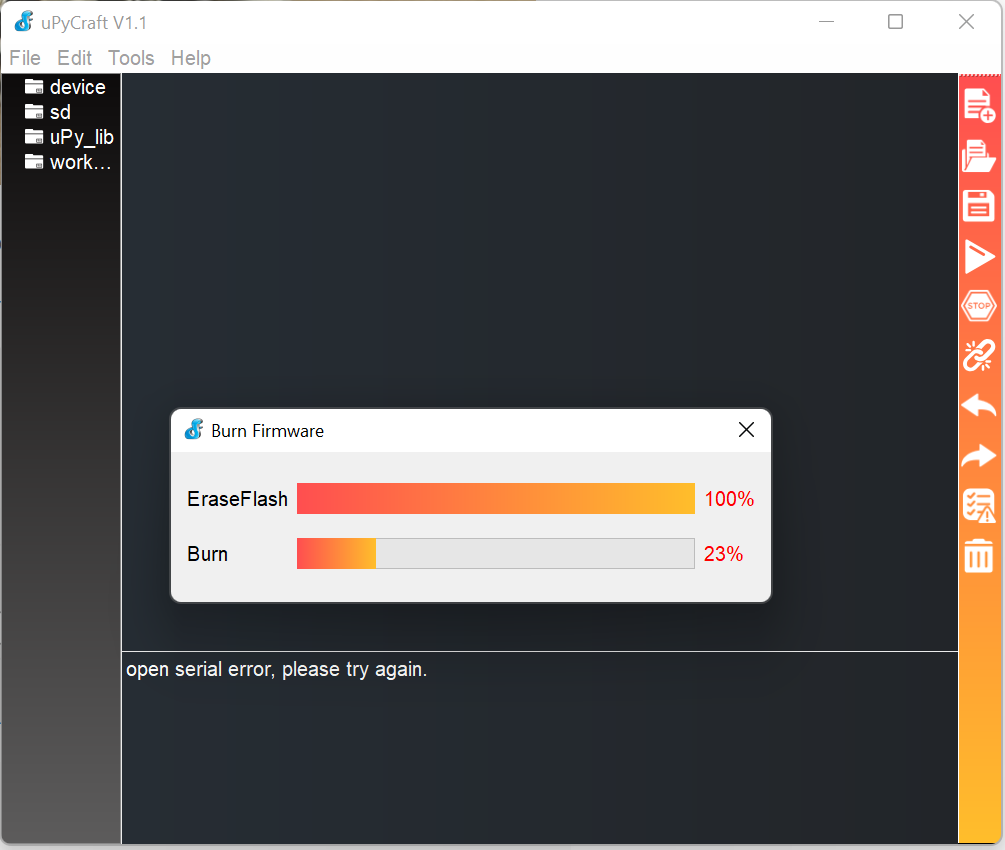 uPyCraft V1.1
File Edit Tools Help
device
sd
uPy_lib
work...
STOP
Burn Firmware
EraseFlash 100%
Burn 23%
open serial error, please try again.